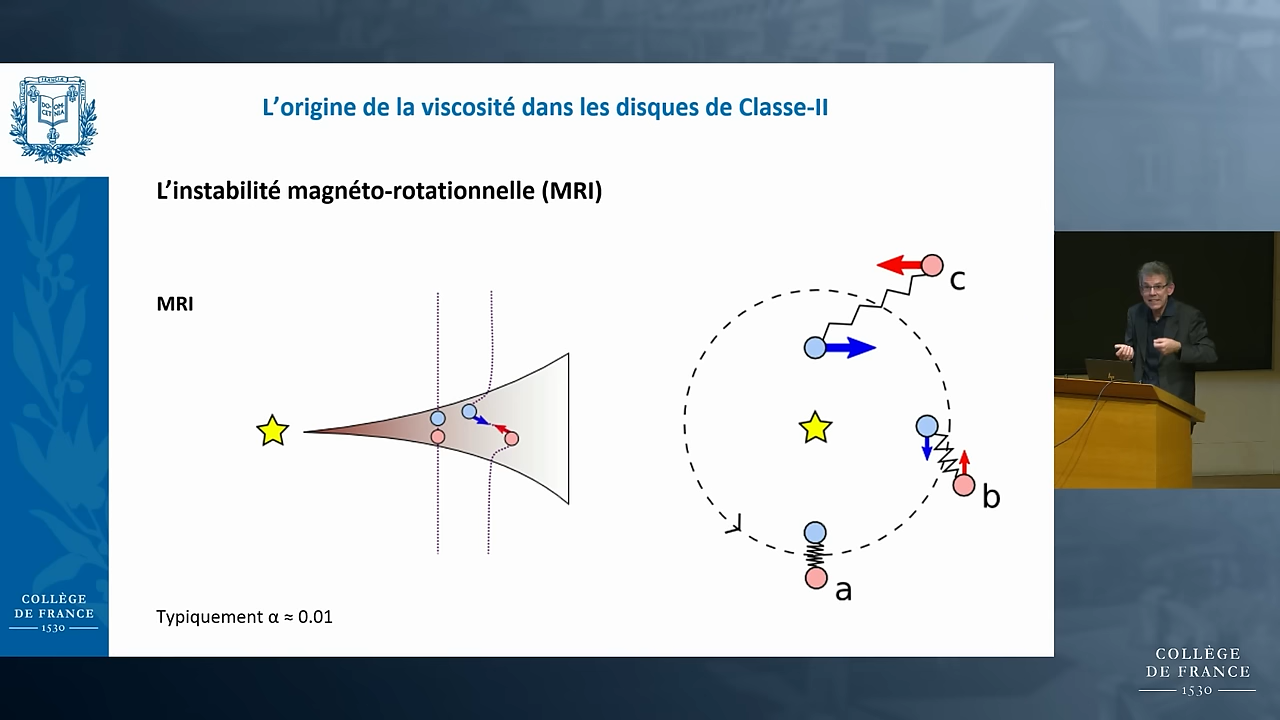 L'origine de la viscosité dans les disques de Classe-II
L'instabilité magnéto-rotationnelle (MRI)
MRI
c
b
a
Typiquement α ≈ 0.01
COLLÈGE
DE FRANCE
1530
COLLÈGE
DE FRANCE
1530